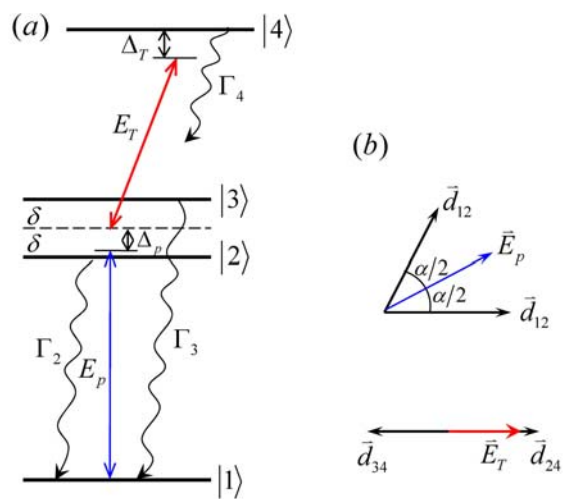 (a)
|4⟩
Δ_T
Γ_4
E_T
(b)
|3⟩
δ
δ
Δ_p
|2⟩
d⃗_12
E⃗_p
α/2
α/2
d⃗_12
Γ_2
E_p
Γ_3
d⃗_34
E⃗_T
d⃗_24
|1⟩